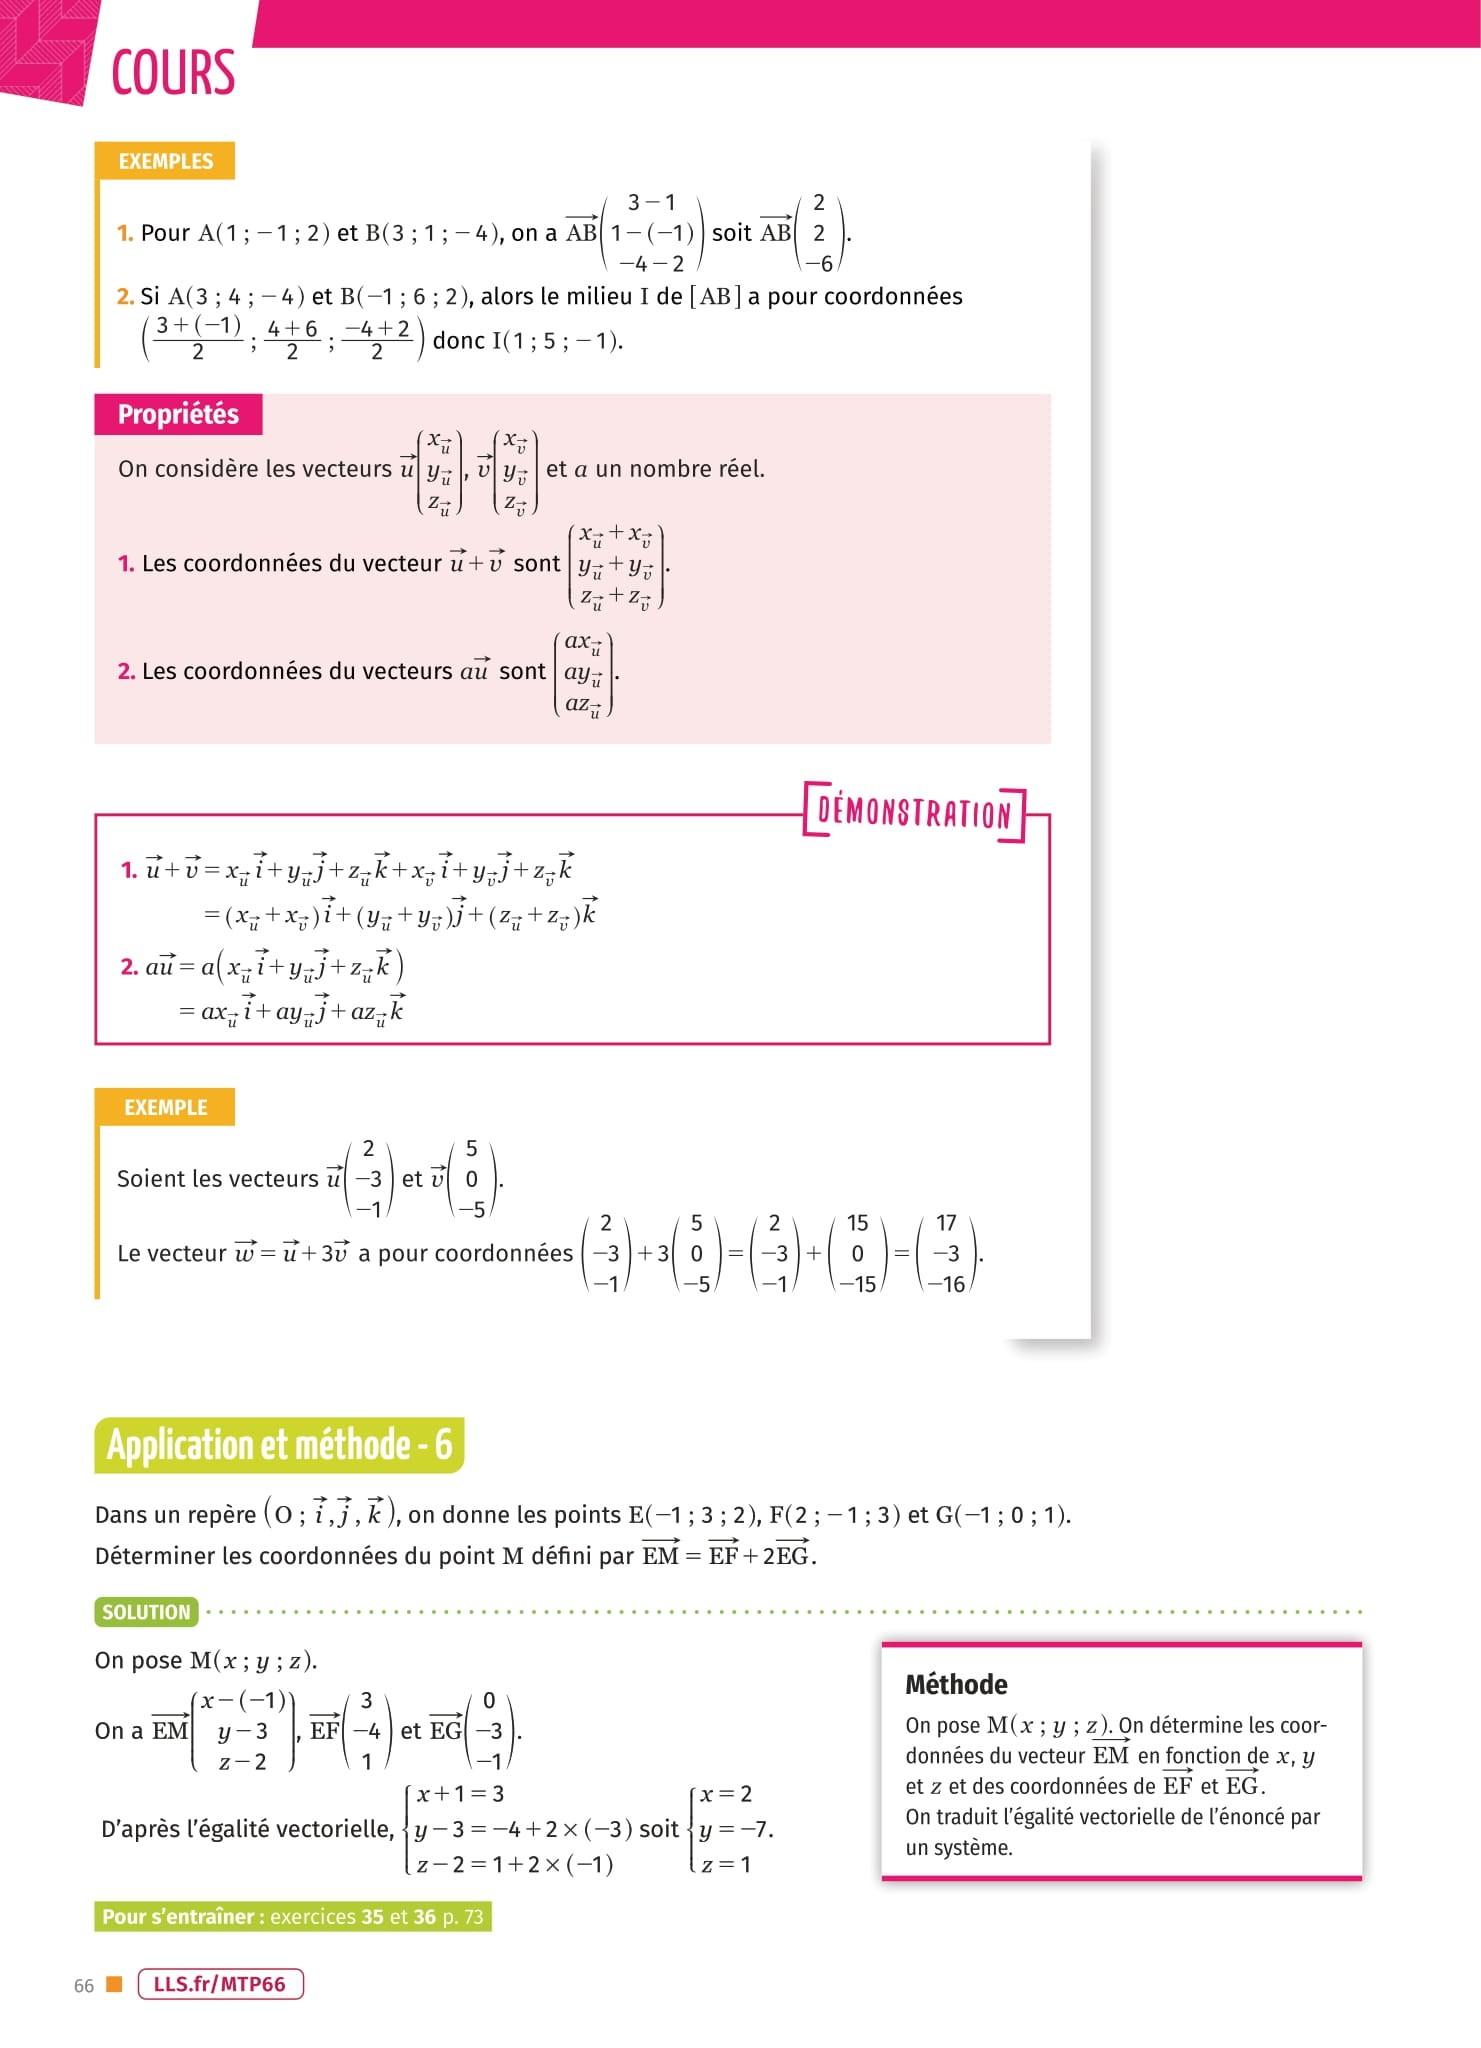 COURS
EXEMPLES
1. Pour A(1 ; −1 ; 2) et B(3 ; 1 ; −4), on a $\overrightarrow{AB}\begin{pmatrix}3-1\\1-(-1)\\-4-2\end{pmatrix}$ soit $\overrightarrow{AB}\begin{pmatrix}2\\2\\-6\end{pmatrix}$.
2. Si A(3 ; 4 ; −4) et B(−1 ; 6 ; 2), alors le milieu I de [AB] a pour coordonnées
$\left(\frac{3+(-1)}{2} ; \frac{4+6}{2} ; \frac{-4+2}{2}\right)$ donc I(1 ; 5 ; −1).
Propriétés
On considère les vecteurs $\vec{u}\begin{pmatrix}x_{\vec{u}}\\y_{\vec{u}}\\z_{\vec{u}}\end{pmatrix}$, $\vec{v}\begin{pmatrix}x_{\vec{v}}\\y_{\vec{v}}\\z_{\vec{v}}\end{pmatrix}$ et a un nombre réel.
1. Les coordonnées du vecteur $\vec{u}+\vec{v}$ sont $\begin{pmatrix}x_{\vec{u}}+x_{\vec{v}}\\y_{\vec{u}}+y_{\vec{v}}\\z_{\vec{u}}+z_{\vec{v}}\end{pmatrix}$.
2. Les coordonnées du vecteurs $a\vec{u}$ sont $\begin{pmatrix}ax_{\vec{u}}\\ay_{\vec{u}}\\az_{\vec{u}}\end{pmatrix}$.
DÉMONSTRATION
1. $\vec{u}+\vec{v}=x_{\vec{u}}\vec{i}+y_{\vec{u}}\vec{j}+z_{\vec{u}}\vec{k}+x_{\vec{v}}\vec{i}+y_{\vec{v}}\vec{j}+z_{\vec{v}}\vec{k}$
$=(x_{\vec{u}}+x_{\vec{v}})\vec{i}+(y_{\vec{u}}+y_{\vec{v}})\vec{j}+(z_{\vec{u}}+z_{\vec{v}})\vec{k}$
2. $a\vec{u}=a(x_{\vec{u}}\vec{i}+y_{\vec{u}}\vec{j}+z_{\vec{u}}\vec{k})$
$=ax_{\vec{u}}\vec{i}+ay_{\vec{u}}\vec{j}+az_{\vec{u}}\vec{k}$
EXEMPLE
Soient les vecteurs $\vec{u}\begin{pmatrix}2\\-3\\-1\end{pmatrix}$ et $\vec{v}\begin{pmatrix}5\\0\\-5\end{pmatrix}$.
Le vecteur $\vec{w}=\vec{u}+3\vec{v}$ a pour coordonnées $\begin{pmatrix}2\\-3\\-1\end{pmatrix}+3\begin{pmatrix}5\\0\\-5\end{pmatrix}=\begin{pmatrix}2\\-3\\-1\end{pmatrix}+\begin{pmatrix}15\\0\\-15\end{pmatrix}=\begin{pmatrix}17\\-3\\-16\end{pmatrix}$.
Application et méthode - 6
Dans un repère $(O ; \vec{i}, \vec{j}, \vec{k})$, on donne les points E(−1 ; 3 ; 2), F(2 ; −1 ; 3) et G(−1 ; 0 ; 1).
Déterminer les coordonnées du point M défini par $\overrightarrow{EM}=\overrightarrow{EF}+2\overrightarrow{EG}$.
SOLUTION
On pose M(x ; y ; z).
On a $\overrightarrow{EM}\begin{pmatrix}x-(-1)\\y-3\\z-2\end{pmatrix}$, $\overrightarrow{EF}\begin{pmatrix}3\\-4\\1\end{pmatrix}$ et $\overrightarrow{EG}\begin{pmatrix}0\\-3\\-1\end{pmatrix}$.
D'après l'égalité vectorielle, $\begin{cases}x+1=3\\y-3=-4+2\times(-3)\\z-2=1+2\times(-1)\end{cases}$ soit $\begin{cases}x=2\\y=-7\\z=1\end{cases}$.
Méthode
On pose M(x ; y ; z). On détermine les coor-
données du vecteur $\overrightarrow{EM}$ en fonction de x, y
et z et des coordonnées de $\overrightarrow{EF}$ et $\overrightarrow{EG}$.
On traduit l'égalité vectorielle de l'énoncé par
un système.
Pour s'entraîner : exercices 35 et 36 p. 73
66 LLS.fr/MTP66